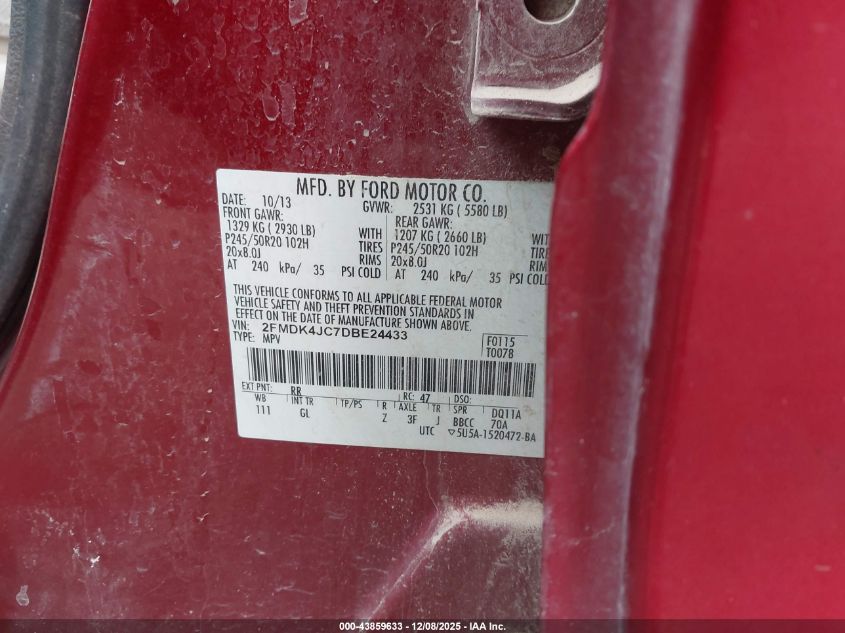 MFD. BY FORD MOTOR CO.
DATE: 10/13 GVWR: 2531 KG ( 5580 LB)
FRONT GAWR: REAR GAWR:
1329 KG ( 2930 LB) WITH 1207 KG ( 2660 LB) WITH
P245/50R20 102H TIRES P245/50R20 102H TIRES
20x8.0J RIMS 20x8.0J RIMS
AT 240 kPa/ 35 PSI COLD AT 240 kPa/ 35 PSI COLD
THIS VEHICLE CONFORMS TO ALL APPLICABLE FEDERAL MOTOR
VEHICLE SAFETY AND THEFT PREVENTION STANDARDS IN
EFFECT ON THE DATE OF MANUFACTURE SHOWN ABOVE.
VIN: 2FMDK4JC7DBE24433 F0115
TYPE: MPV T0078
EXT PNT: RR RC: 47 DSO:
WB INT TR TP/PS R AXLE TR SPR DQ11A
111 GL Z 3F J BBCC 70A
UTC ▽5U5A-1520472-BA
000-43859633 - 12/08/2025 - IAA Inc.